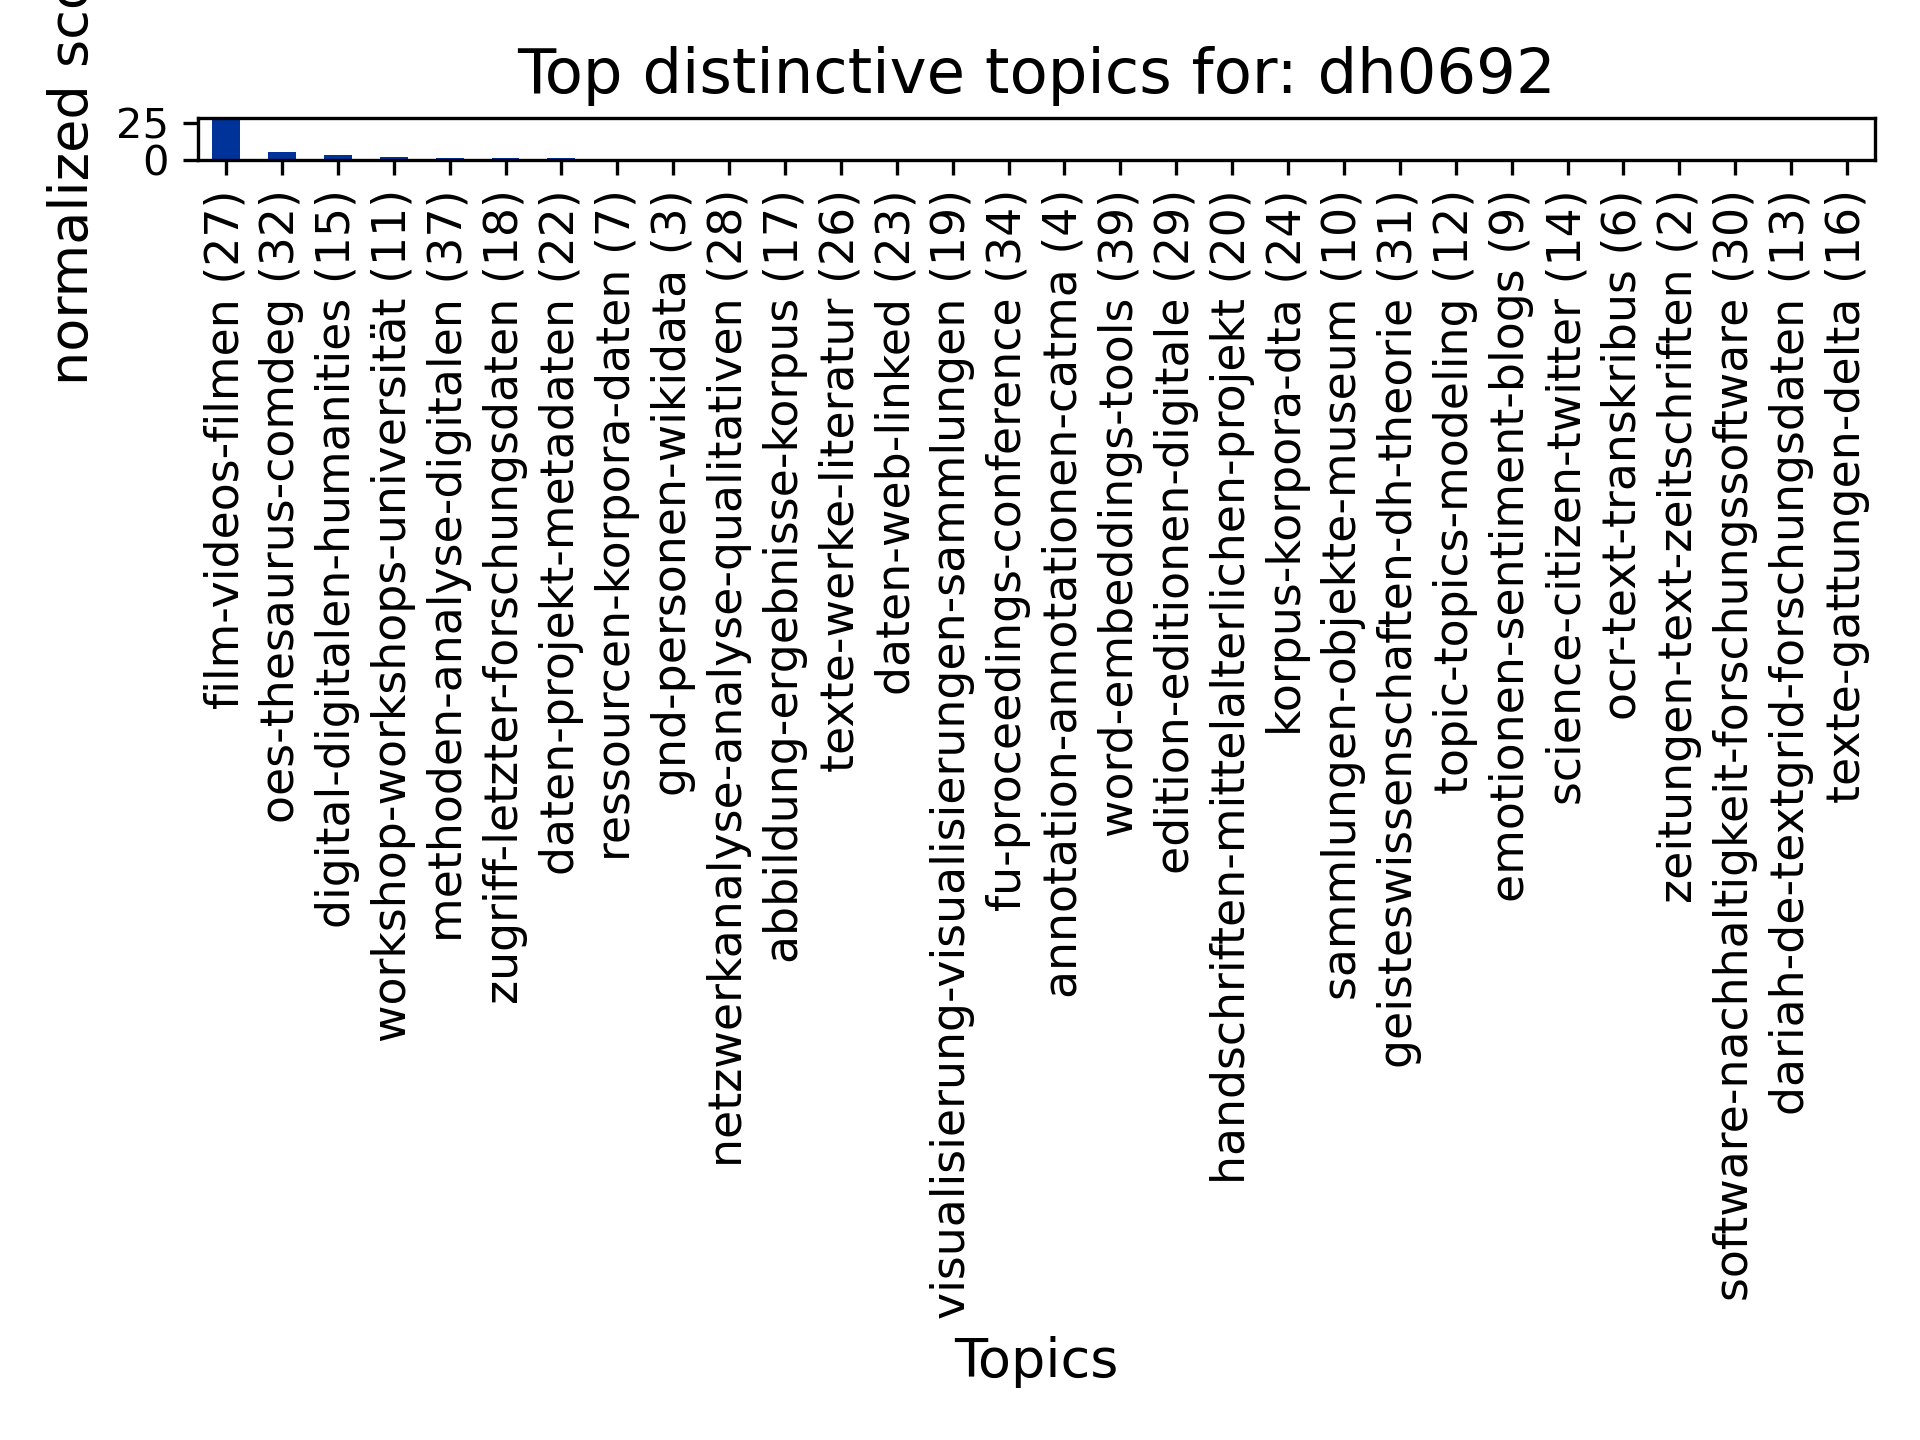 Top distinctive topics for: dh0692
normalized
25
0
film-videos-filmen (27)
oes-thesaurus-comdeg (32)
digital-digitalen-humanities (15)
workshop-workshops-universität (11)
methoden-analyse-digitalen (37)
zugriff-letzter-forschungsdaten (18)
daten-projekt-metadaten (22)
ressourcen-korpora-daten (7)
gnd-personen-wikidata (3)
netzwerkanalyse-analyse-qualitativen (28)
abbildung-ergebnisse-korpus (17)
texte-werke-literatur (26)
daten-web-linked (23)
visualisierung-visualisierungen-sammlungen (19)
fu-proceedings-conference (34)
annotation-annotationen-catma (4)
word-embeddings-tools (39)
edition-editionen-digitale (29)
handschriften-mittelalterlichen-projekt (20)
korpus-korpora-dta (24)
sammlungen-objekte-museum (10)
geisteswissenschaften-dh-theorie (31)
topic-topics-modeling (12)
emotionen-sentiment-blogs (9)
science-citizen-twitter (14)
ocr-text-transkribus (6)
zeitungen-text-zeitschriften (2)
software-nachhaltigkeit-forschungssoftware (30)
dariah-de-textgrid-forschungsdaten (13)
texte-gattungen-delta (16)
Topics